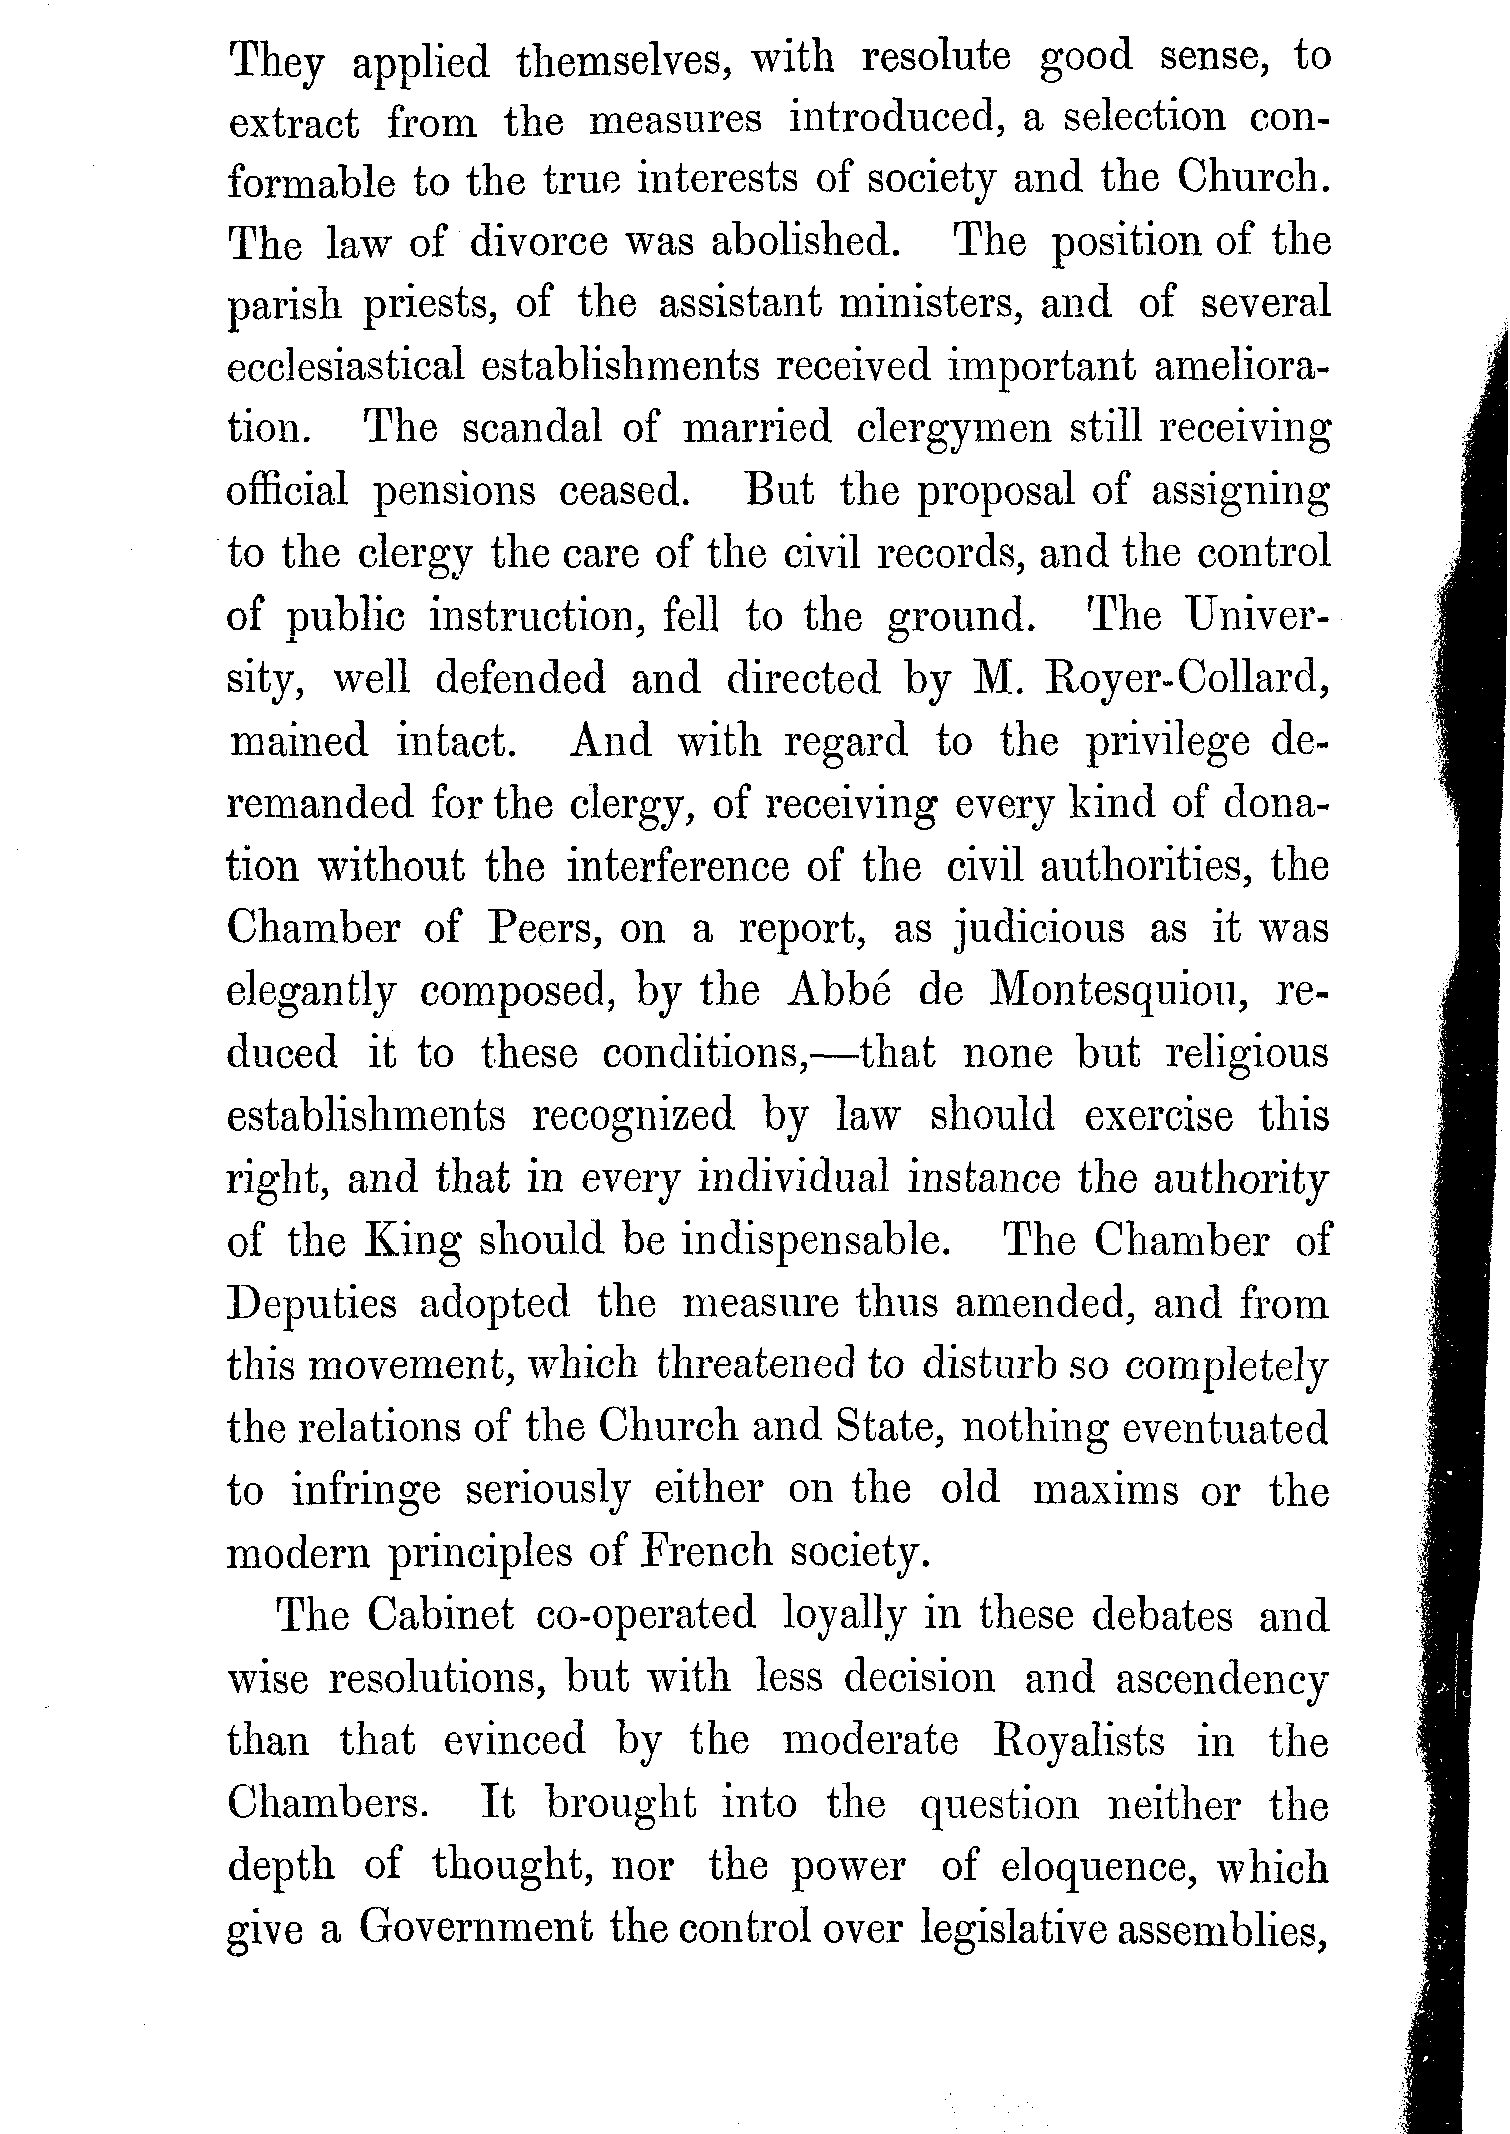 They applied themselves, with resolute good sense, to
extract from the measures introduced, a selection con-
formable to the true interests of society and the Church.
The law of divorce was abolished. The position of the
parish priests, of the assistant ministers, and of several
ecclesiastical establishments received important ameliora-
tion. The scandal of married clergymen still receiving
official pensions ceased. But the proposal of assigning
to the clergy the care of the civil records, and the control
of public instruction, fell to the ground. The Univer-
sity, well defended and directed by M. Royer-Collard,
mained intact. And with regard to the privilege de-
remanded for the clergy, of receiving every kind of dona-
tion without the interference of the civil authorities, the
Chamber of Peers, on a report, as judicious as it was
elegantly composed, by the Abbé de Montesquiou, re-
duced it to these conditions,—that none but religious
establishments recognized by law should exercise this
right, and that in every individual instance the authority
of the King should be indispensable. The Chamber of
Deputies adopted the measure thus amended, and from
this movement, which threatened to disturb so completely
the relations of the Church and State, nothing eventuated
to infringe seriously either on the old maxims or the
modern principles of French society.
The Cabinet co-operated loyally in these debates and
wise resolutions, but with less decision and ascendency
than that evinced by the moderate Royalists in the
Chambers. It brought into the question neither the
depth of thought, nor the power of eloquence, which
give a Government the control over legislative assemblies,